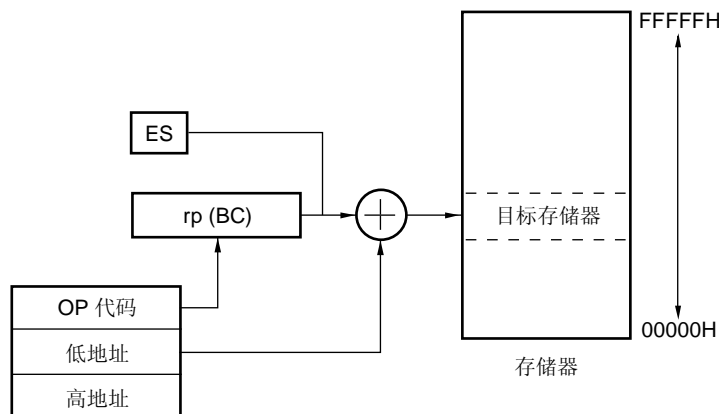 FFFFFH
ES
rp (BC)
目标存储器
OP 代码
低地址
高地址
00000H
存储器